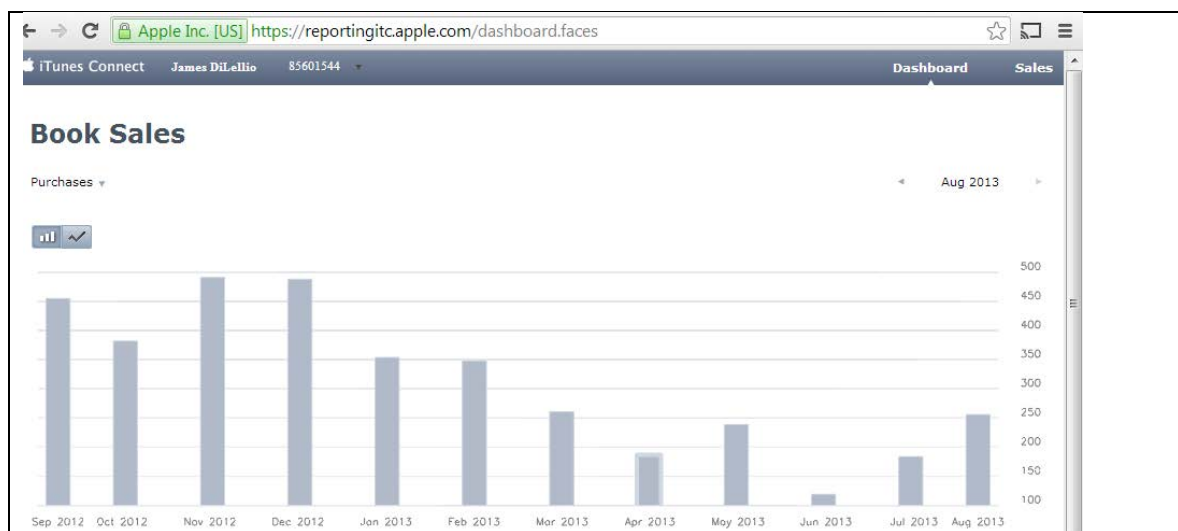 Apple Inc. [US] https://reportingitc.apple.com/dashboard.faces
iTunes Connect James DiLellio 85601544 Dashboard Sales
Book Sales
Purchases Aug 2013
500
450
400
350
300
250
200
150
100
Sep 2012 Oct 2012 Nov 2012 Dec 2012 Jan 2013 Feb 2013 Mar 2013 Apr 2013 May 2013 Jun 2013 Jul 2013 Aug 2013